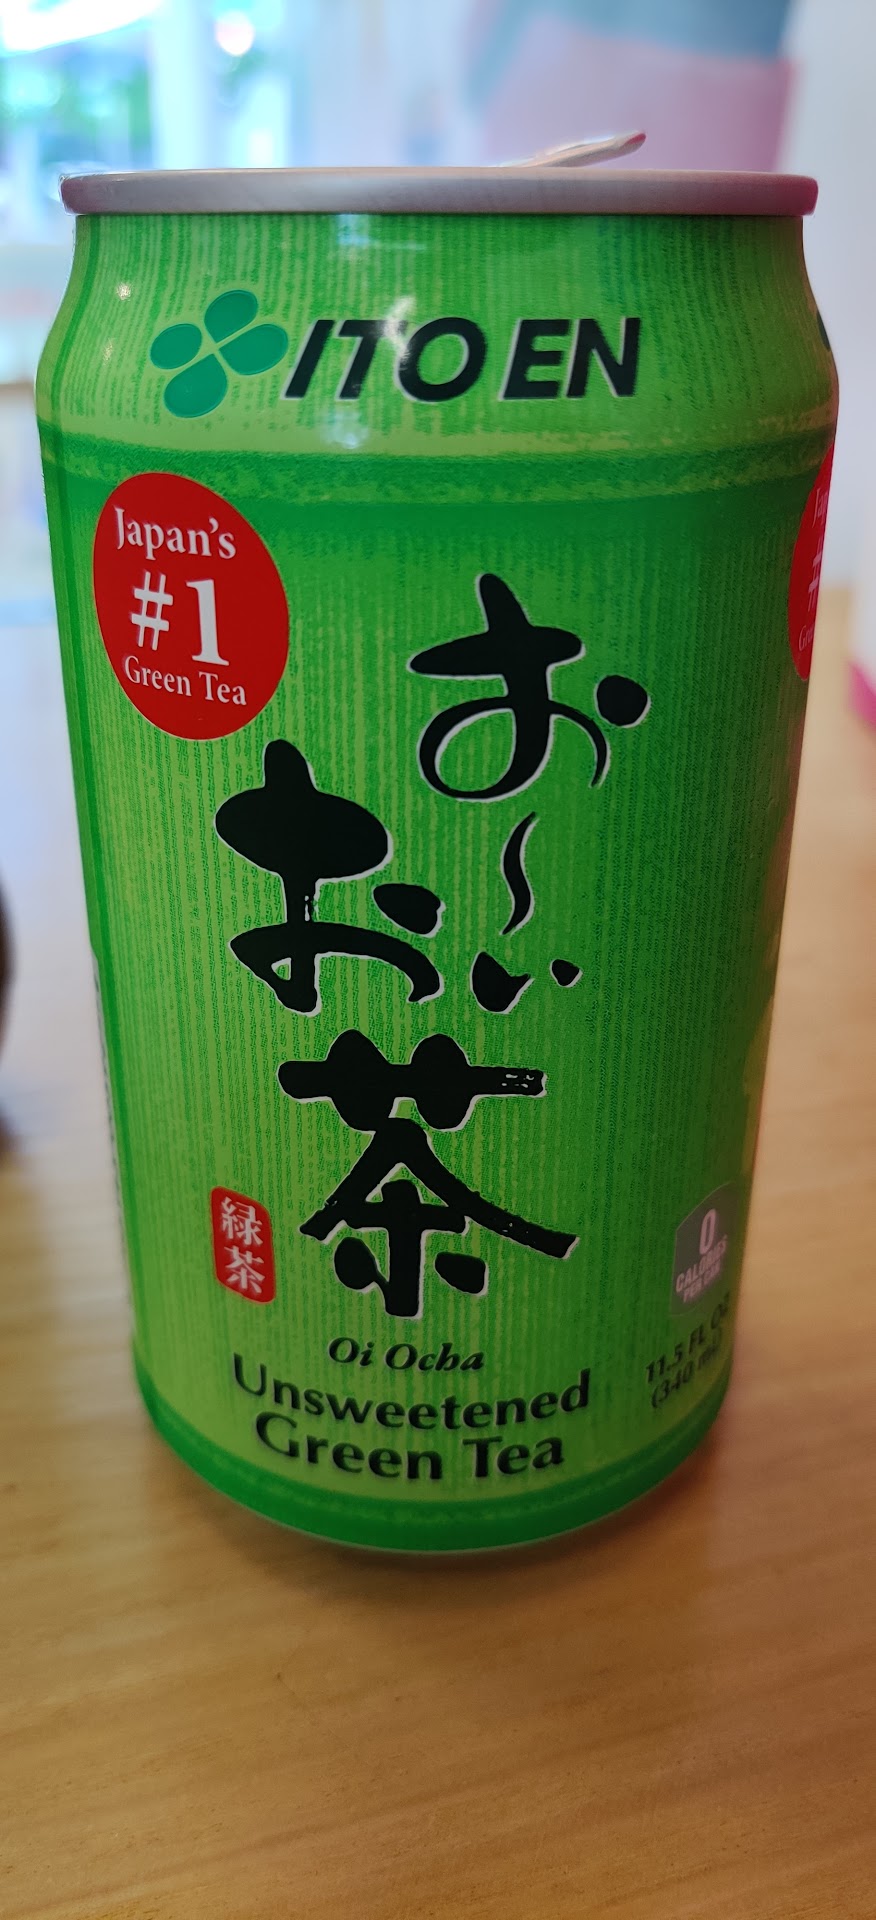 ITO EN
Japan's
#1
Green Tea
お～い
お茶
緑茶
Oi Ocha
Unsweetened
Green Tea
0
CALORIES
PER CAN
11.5 FL OZ
(340 mL)